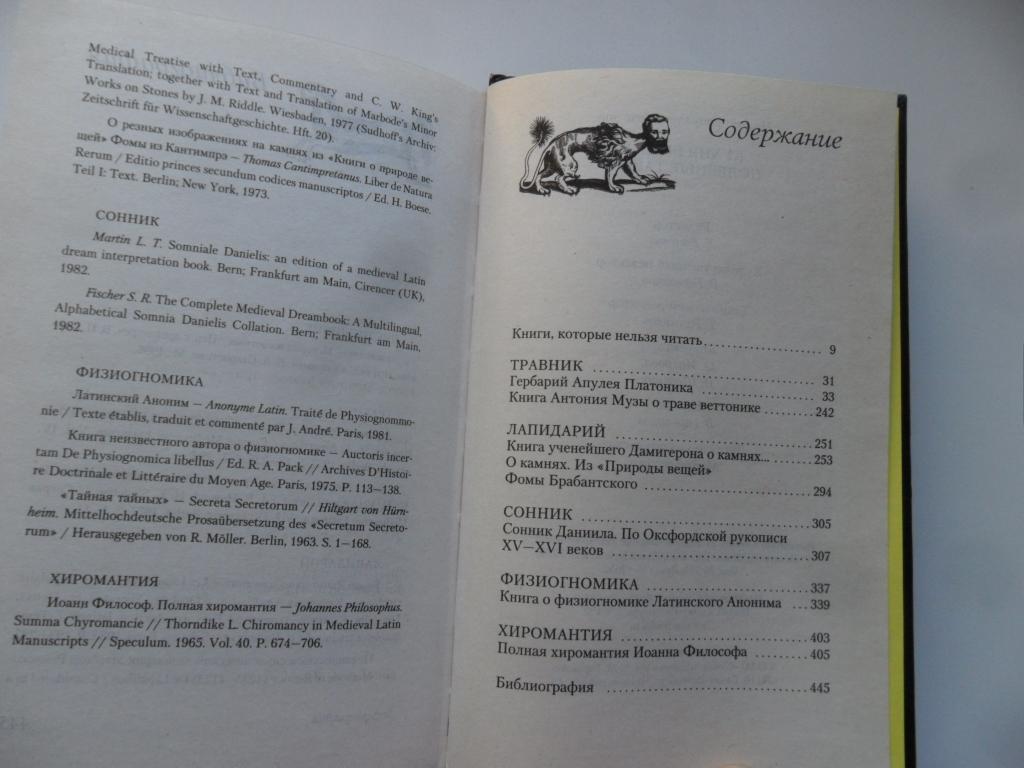 Medical Treatise with Text, Commentary and C. W. King's
Translation; together with Text and Translation of Marbode's Minor
Works on Stones by J. M. Riddle. Wiesbaden, 1977 (Sudhoff's Archiv:
Zeitschrift für Wissenschaftgeschichte. Hft. 20).
О резных изображениях на камнях из «Книги о природе ве-
щей» Фомы из Кантимпрэ – Thomas Cantimpretanus. Liber de Natura
Rerum / Editio princes secundum codices manuscriptos / Ed. H. Boese.
Teil I: Text. Berlin; New York, 1973.
СОННИК
Martin L. T. Somniale Danielis: an edition of a medieval Latin
dream interpretation book. Bern; Frankfurt am Main, Cirencer (UK),
1982.
Fischer S. R. The Complete Medieval Dreambook: A Multilingual,
Alphabetical Somnia Danielis Collation. Bern; Frankfurt am Main,
1982.
ФИЗИОГНОМИКА
Латинский Аноним – Anonyme Latin. Traité de Physiognommo-
nie / Texte établis, traduit et commenté par J. André. Paris, 1981.
Книга неизвестного автора о физиогномике – Auctoris incer-
tam De Physiognomica libellus / Ed. R. A. Pack // Archives D'Histoi-
re Doctrinale et Littéraire du Moyen Age. Paris, 1975. P. 113–138.
«Тайная тайных» – Secreta Secretorum // Hiltgart von Hürn-
heim. Mittelhochdeutsche Prosaübersetzung des «Secretum Secreto-
rum» / Herausgegeben von R. Möller. Berlin, 1963. S. 1–168.
ХИРОМАНТИЯ
Иоанн Философ. Полная хиромантия – Johannes Philosophus.
Summa Chyromancie // Thorndike L. Chiromancy in Medieval Latin
Manuscripts // Speculum. 1965. Vol. 40. P. 674–706.
Содержание
Книги, которые нельзя читать 9
ТРАВНИК 31
Гербарий Апулея Платоника 33
Книга Антония Музы о траве веттонике 242
ЛАПИДАРИЙ 251
Книга ученейшего Дамигерона о камнях... 253
О камнях. Из «Природы вещей»
Фомы Брабантского 294
СОННИК 305
Сонник Даниила. По Оксфордской рукописи
XV–XVI веков 307
ФИЗИОГНОМИКА 337
Книга о физиогномике Латинского Анонима 339
ХИРОМАНТИЯ 403
Полная хиромантия Иоанна Философа 405
Библиография 445